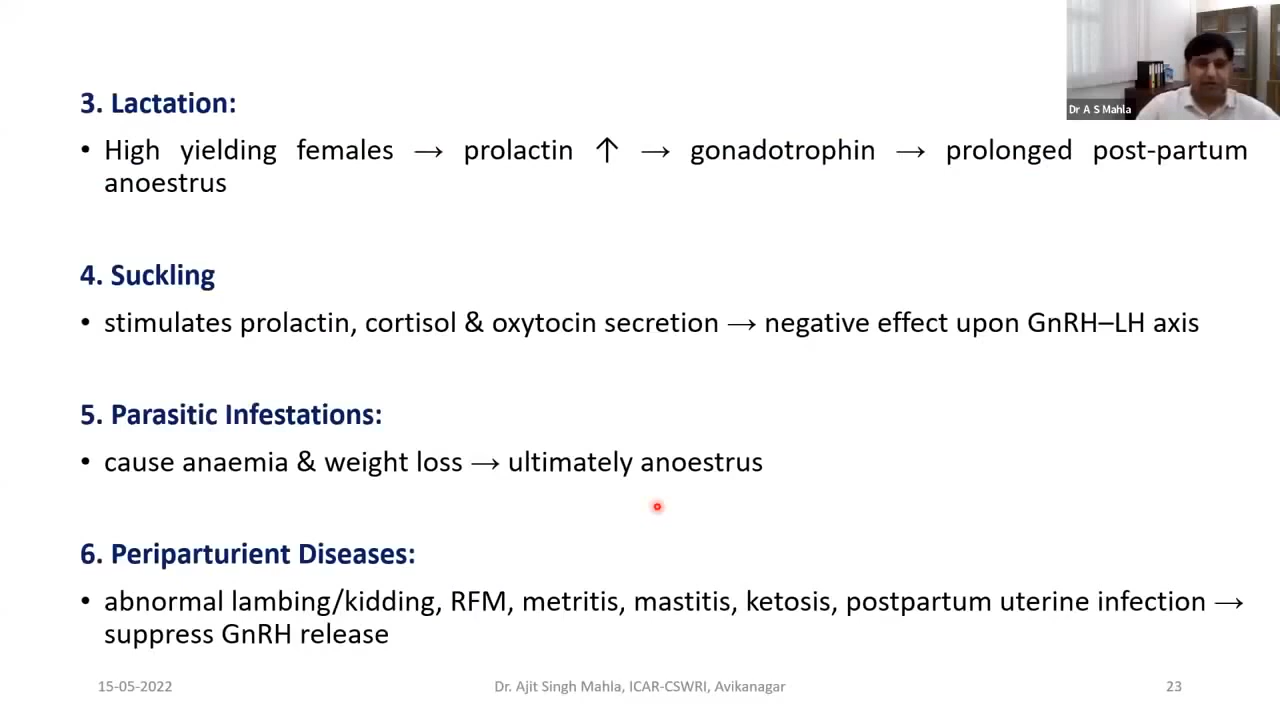 Dr A S Mahla
3. Lactation:
• High yielding females → prolactin ↑ → gonadotrophin → prolonged post-partum
anoestrus
4. Suckling
• stimulates prolactin, cortisol & oxytocin secretion → negative effect upon GnRH–LH axis
5. Parasitic Infestations:
• cause anaemia & weight loss → ultimately anoestrus
6. Periparturient Diseases:
• abnormal lambing/kidding, RFM, metritis, mastitis, ketosis, postpartum uterine infection →
suppress GnRH release
15-05-2022 Dr. Ajit Singh Mahla, ICAR-CSWRI, Avikanagar 23